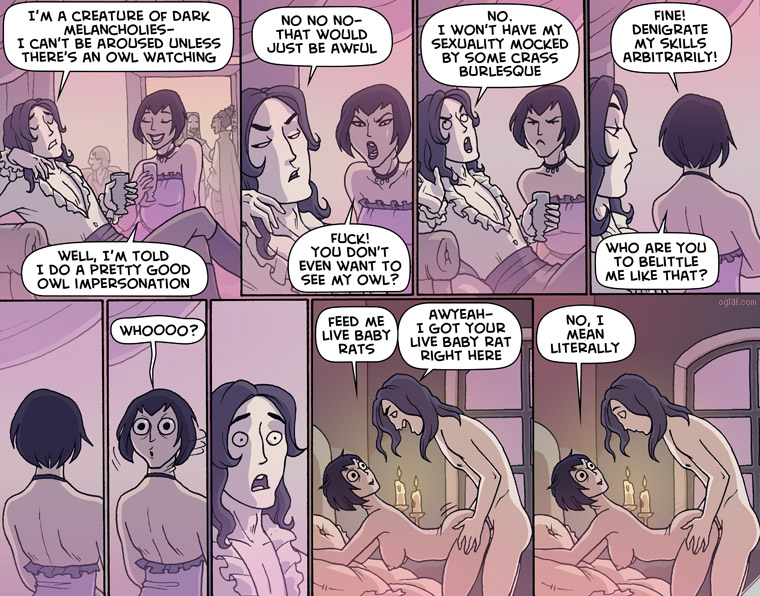 I'M A CREATURE OF DARK
MELANCHOLIES-
I CAN'T BE AROUSED UNLESS
THERE'S AN OWL WATCHING
WELL, I'M TOLD
I DO A PRETTY GOOD
OWL IMPERSONATION
NO NO NO-
THAT WOULD
JUST BE AWFUL
FUCK!
YOU DON'T
EVEN WANT TO
SEE MY OWL?
NO.
I WON'T HAVE MY
SEXUALITY MOCKED
BY SOME CRASS
BURLESQUE
FINE!
DENIGRATE
MY SKILLS
ARBITRARILY!
WHO ARE YOU
TO BELITTLE
ME LIKE THAT?
WHOOOO?
FEED ME
LIVE BABY
RATS
AWYEAH-
I GOT YOUR
LIVE BABY RAT
RIGHT HERE
NO, I
MEAN
LITERALLY
oglaf.com